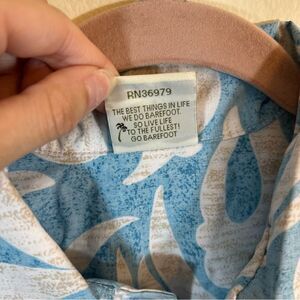 RN36979
THE BEST THINGS IN LIFE
WE DO BAREFOOT.
SO LIVE LIFE
TO THE FULLEST!
GO BAREFOOT